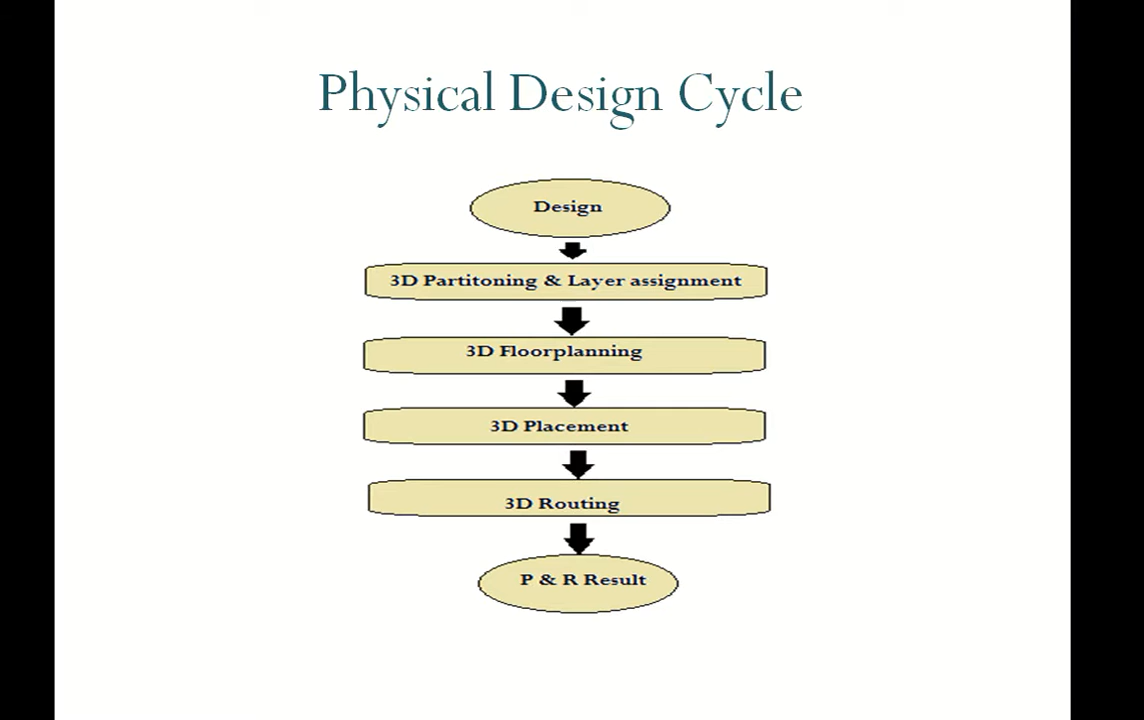 Physical Design Cycle
Design
3D Partitoning & Layer assignment
3D Floorplanning
3D Placement
3D Routing
P & R Result